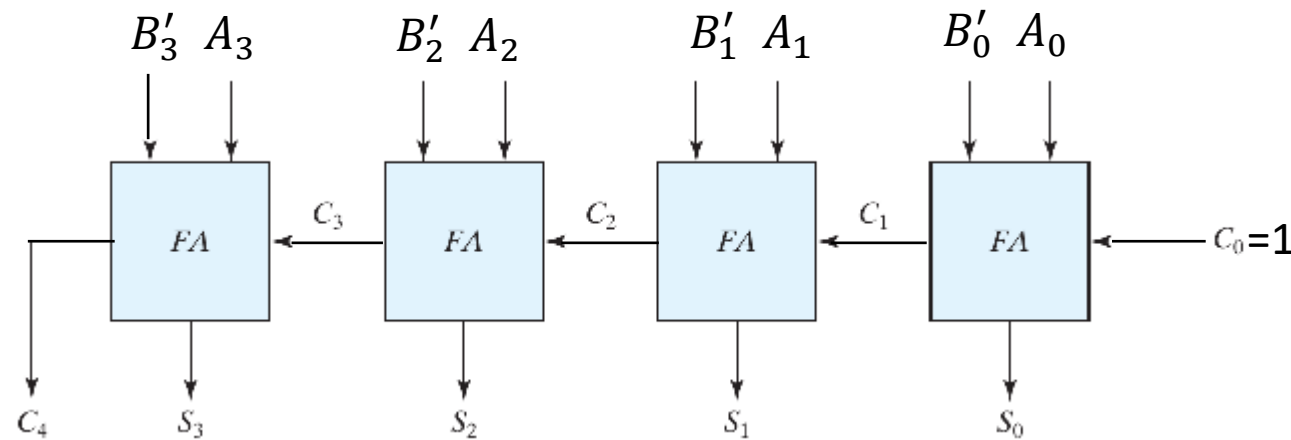 B′₃ A₃ B′₂ A₂ B′₁ A₁ B′₀ A₀
FA C₃ FA C₂ FA C₁ FA C₀=1
C₄ S₃ S₂ S₁ S₀